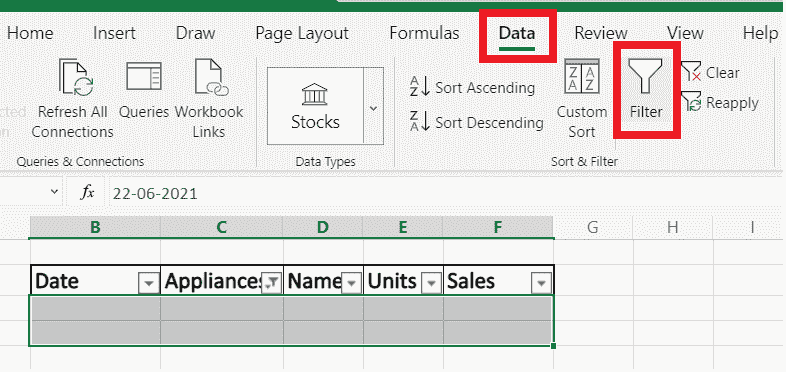 Home Insert Draw Page Layout Formulas Data Review View Help
Refresh All Connections
Queries
Workbook Links
Stocks
Sort Ascending
Sort Descending
Custom Sort
Filter
Clear
Reapply
Queries & Connections Data Types Sort & Filter
fx 22-06-2021
B C D E F G H I
Date Appliances Name Units Sales